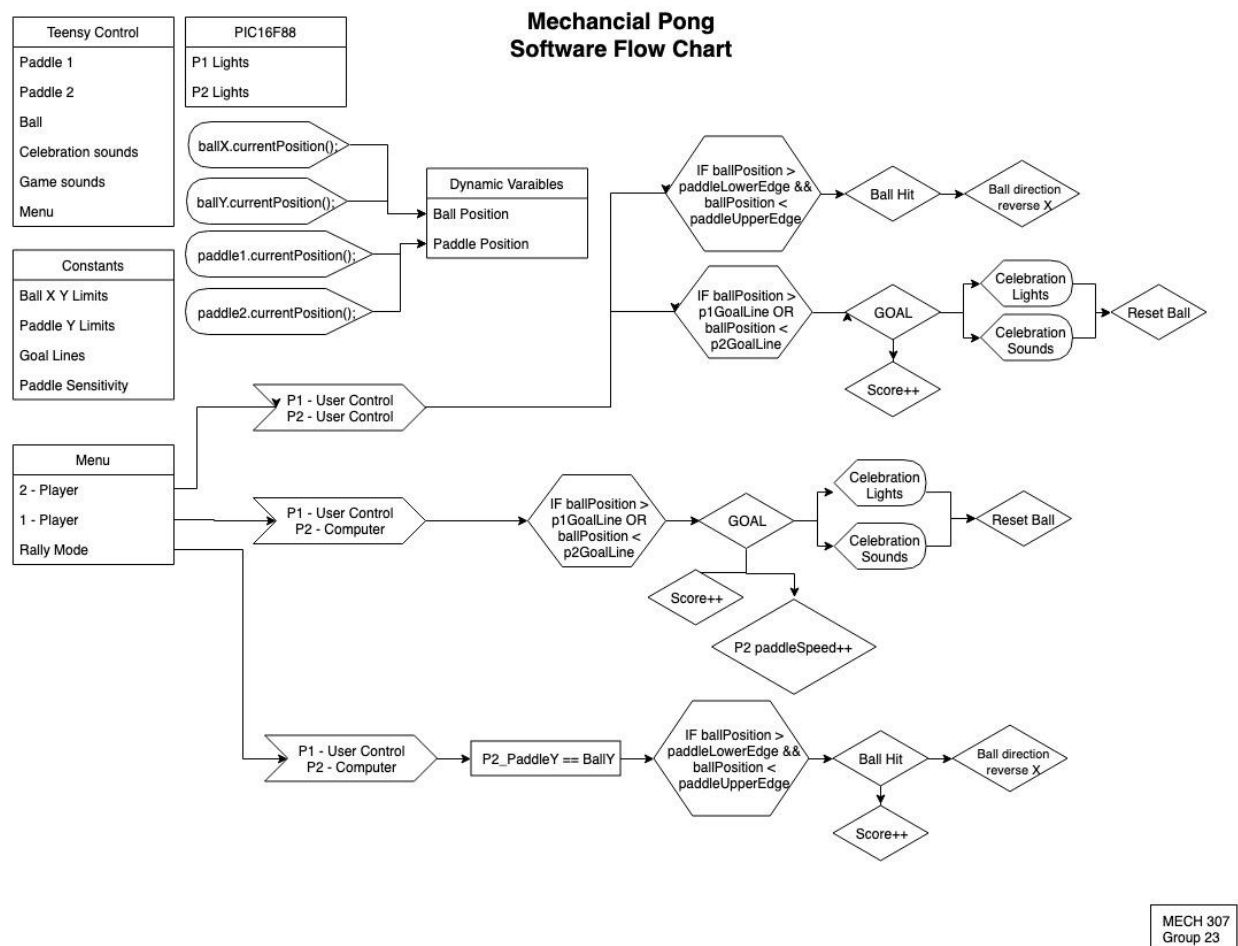 Mechancial Pong
Software Flow Chart
Teensy Control
Paddle 1
Paddle 2
Ball
Celebration sounds
Game sounds
Menu
PIC16F88
P1 Lights
P2 Lights
ballX.currentPosition();
ballY.currentPosition();
paddle1.currentPosition();
paddle2.currentPosition();
Dynamic Varaibles
Ball Position
Paddle Position
Constants
Ball X Y Limits
Paddle Y Limits
Goal Lines
Paddle Sensitivity
IF ballPosition >
paddleLowerEdge &&
ballPosition <
paddleUpperEdge
Ball Hit
Ball direction
reverse X
IF ballPosition >
p1GoalLine OR
ballPosition <
p2GoalLine
GOAL
Celebration
Lights
Celebration
Sounds
Reset Ball
Score++
P1 - User Control
P2 - User Control
Menu
2 - Player
1 - Player
Rally Mode
P1 - User Control
P2 - Computer
IF ballPosition >
p1GoalLine OR
ballPosition <
p2GoalLine
GOAL
Celebration
Lights
Celebration
Sounds
Reset Ball
Score++
P2 paddleSpeed++
P1 - User Control
P2 - Computer
P2_PaddleY == BallY
IF ballPosition >
paddleLowerEdge &&
ballPosition <
paddleUpperEdge
Ball Hit
Ball direction
reverse X
Score++
MECH 307
Group 23